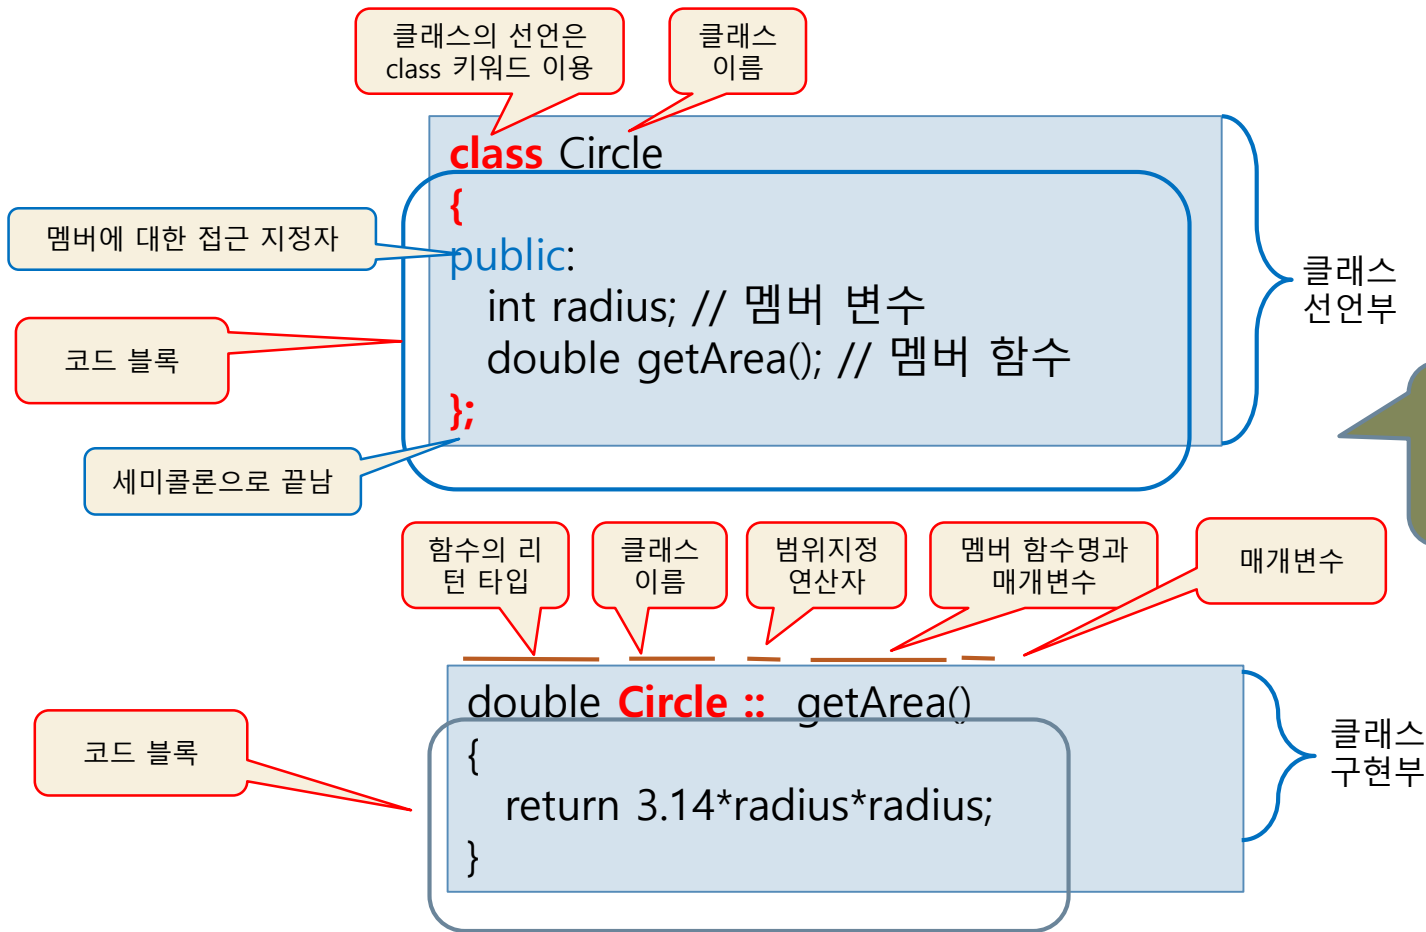 클래스의 선언은
class 키워드 이용
클래스
이름
class Circle
{
멤버에 대한 접근 지정자
public:
int radius; // 멤버 변수
코드 블록
double getArea(); // 멤버 함수
};
세미콜론으로 끝남
클래스
선언부
함수의 리
턴 타입
클래스
이름
범위지정
연산자
멤버 함수명과
매개변수
매개변수
double Circle :: getArea()
코드 블록
{
return 3.14*radius*radius;
}
클래스
구현부